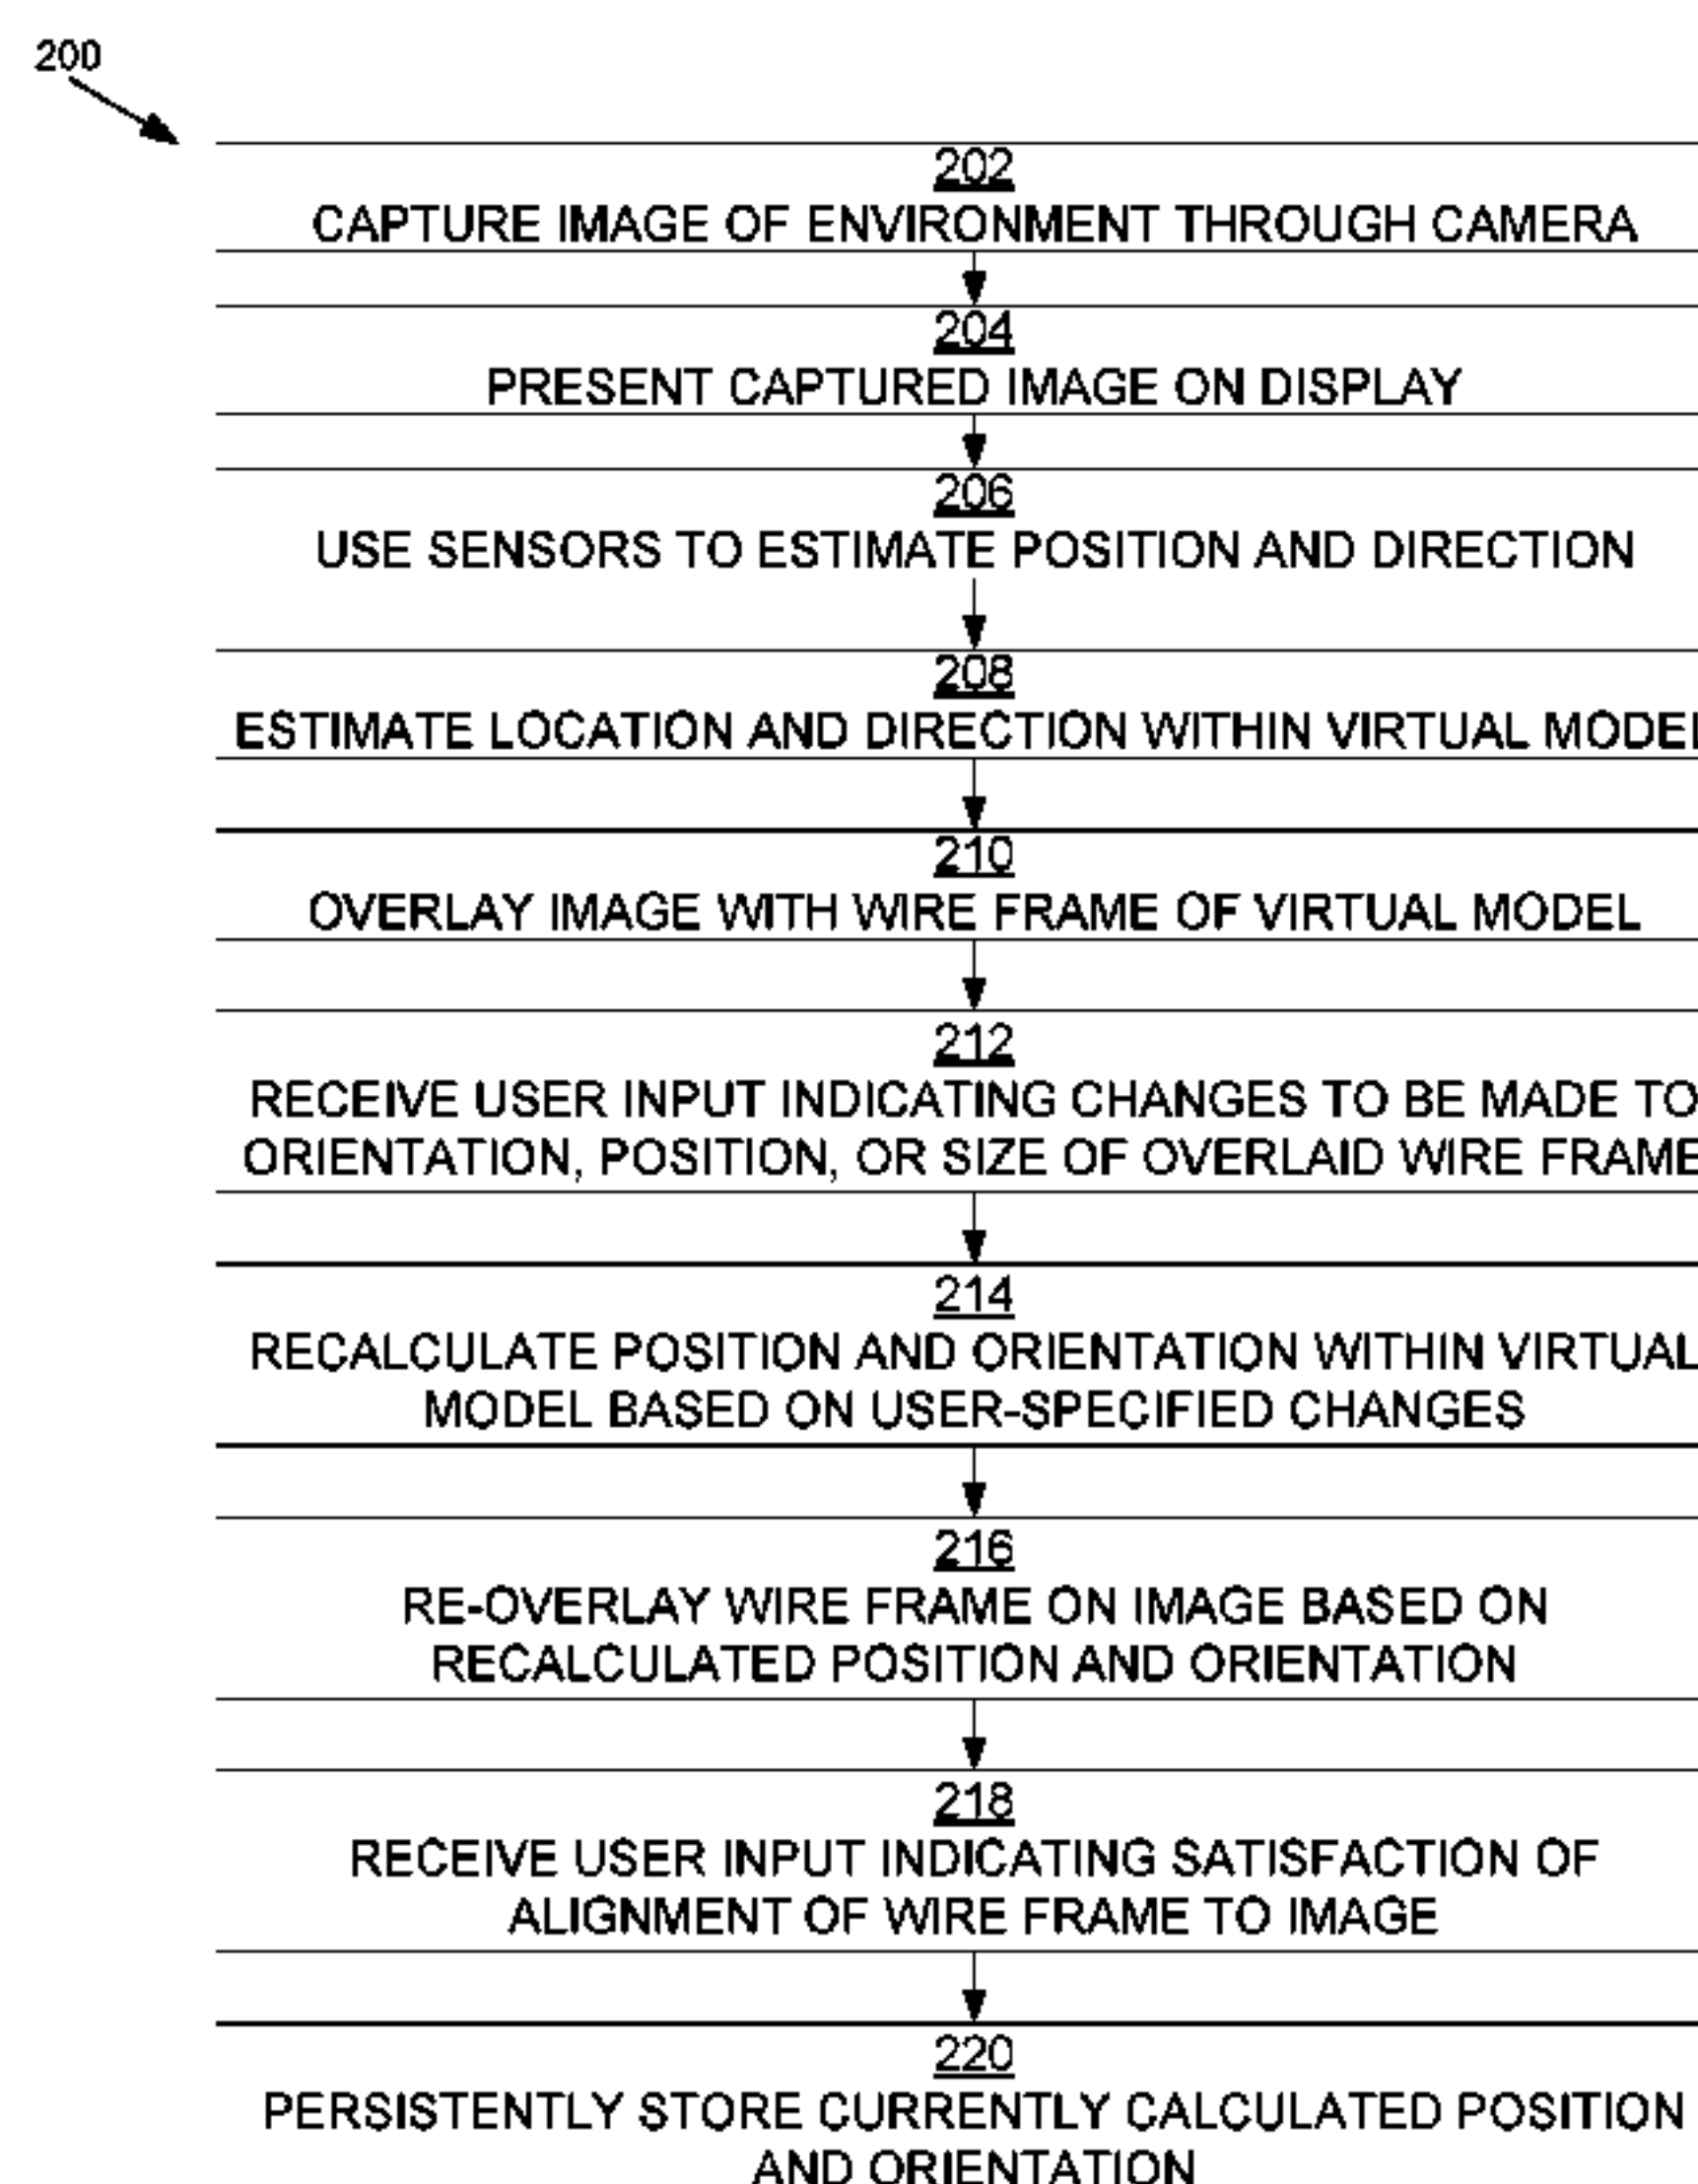 200
202
CAPTURE IMAGE OF ENVIRONMENT THROUGH CAMERA
204
PRESENT CAPTURED IMAGE ON DISPLAY
206
USE SENSORS TO ESTIMATE POSITION AND DIRECTION
208
ESTIMATE LOCATION AND DIRECTION WITHIN VIRTUAL MODEL
210
OVERLAY IMAGE WITH WIRE FRAME OF VIRTUAL MODEL
212
RECEIVE USER INPUT INDICATING CHANGES TO BE MADE TO
ORIENTATION, POSITION, OR SIZE OF OVERLAID WIRE FRAME
214
RECALCULATE POSITION AND ORIENTATION WITHIN VIRTUAL
MODEL BASED ON USER-SPECIFIED CHANGES
216
RE-OVERLAY WIRE FRAME ON IMAGE BASED ON
RECALCULATED POSITION AND ORIENTATION
218
RECEIVE USER INPUT INDICATING SATISFACTION OF
ALIGNMENT OF WIRE FRAME TO IMAGE
220
PERSISTENTLY STORE CURRENTLY CALCULATED POSITION
AND ORIENTATION